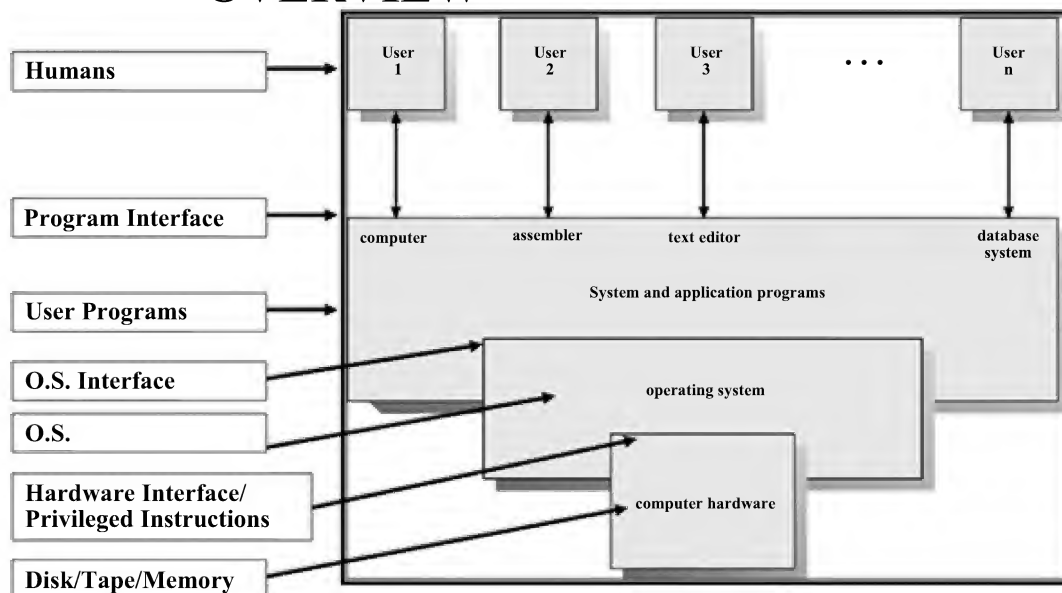 OVERVIEW
Humans
Program Interface
User Programs
O.S. Interface
O.S.
Hardware Interface/
Privileged Instructions
Disk/Tape/Memory
User
1
User
2
User
3
. . .
User
n
computer
assembler
text editor
database
system
System and application programs
operating system
computer hardware